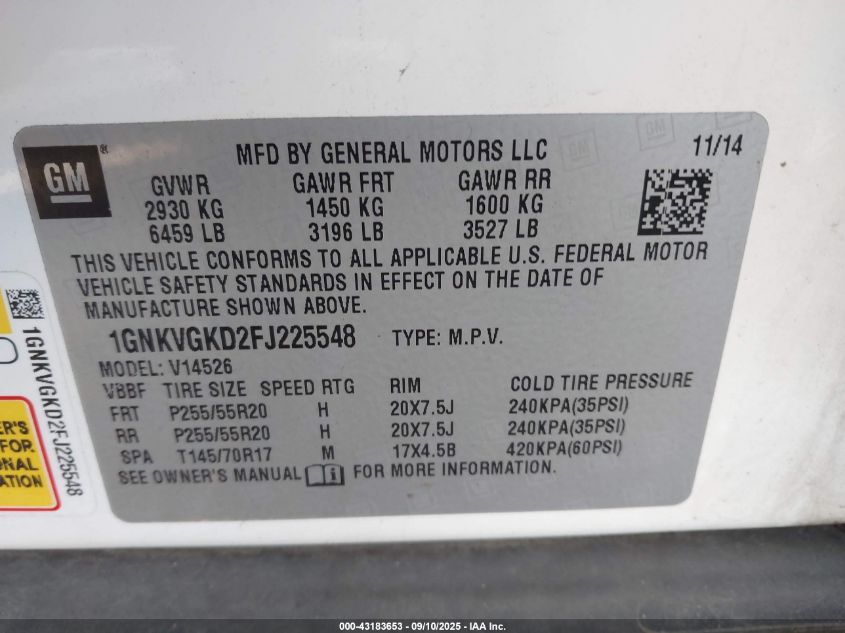 GM
MFD BY GENERAL MOTORS LLC 11/14
GVWR GAWR FRT GAWR RR
2930 KG 1450 KG 1600 KG
6459 LB 3196 LB 3527 LB
THIS VEHICLE CONFORMS TO ALL APPLICABLE U.S. FEDERAL MOTOR
VEHICLE SAFETY STANDARDS IN EFFECT ON THE DATE OF
MANUFACTURE SHOWN ABOVE.
1GNKVGKD2FJ225548 TYPE: M.P.V.
MODEL: V14526
VBBF TIRE SIZE SPEED RTG RIM COLD TIRE PRESSURE
FRT P255/55R20 H 20X7.5J 240KPA(35PSI)
RR P255/55R20 H 20X7.5J 240KPA(35PSI)
SPA T145/70R17 M 17X4.5B 420KPA(60PSI)
SEE OWNER'S MANUAL FOR MORE INFORMATION.
1GNKVGKD2FJ225548
FOR
000-43183653 - 09/10/2025 - IAA Inc.